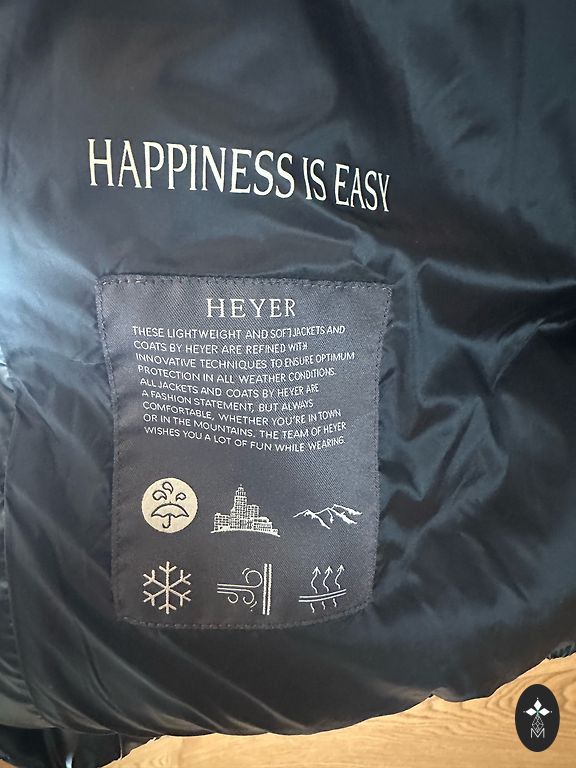 HAPPINESS IS EASY
HEYER
THESE LIGHTWEIGHT AND SOFT JACKETS AND
COATS BY HEYER ARE REFINED WITH
INNOVATIVE TECHNIQUES TO ENSURE OPTIMUM
PROTECTION IN ALL WEATHER CONDITIONS.
ALL JACKETS AND COATS BY HEYER ARE
A FASHION STATEMENT, BUT ALWAYS
COMFORTABLE, WHETHER YOU'RE IN TOWN
OR IN THE MOUNTAINS. THE TEAM OF HEYER
WISHES YOU A LOT OF FUN WHILE WEARING.
M